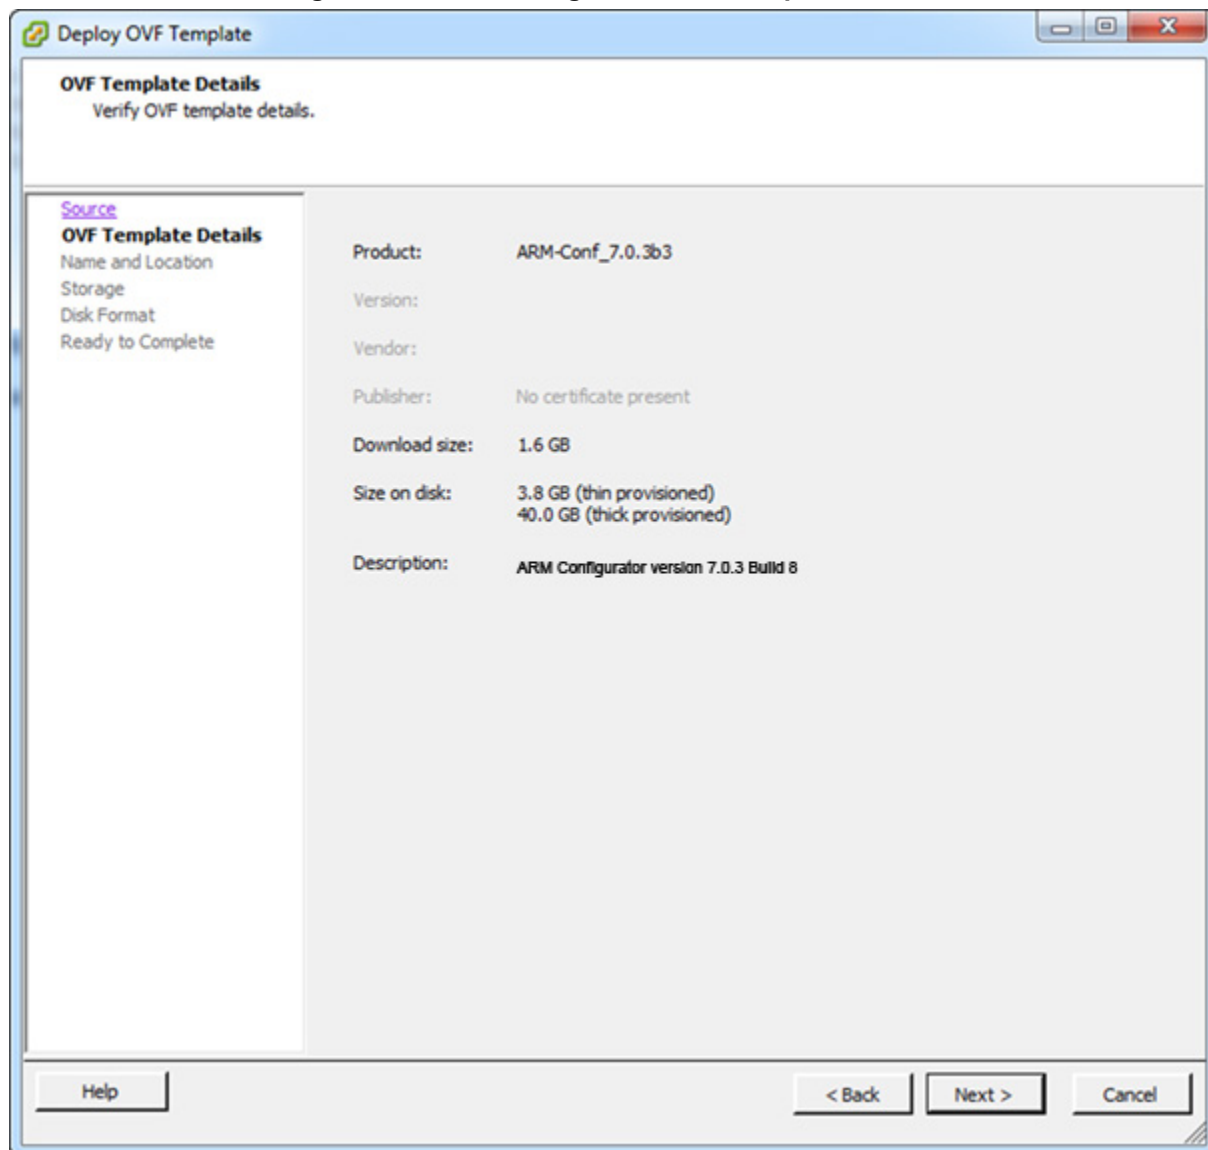 Deploy OVF Template
OVF Template Details
Verify OVF template details.
Source
OVF Template Details
Name and Location
Storage
Disk Format
Ready to Complete
Product: ARM-Conf_7.0.3b3
Version:
Vendor:
Publisher: No certificate present
Download size: 1.6 GB
Size on disk: 3.8 GB (thin provisioned)
40.0 GB (thick provisioned)
Description: ARM Configurator version 7.0.3 Build 8
Help < Back Next > Cancel